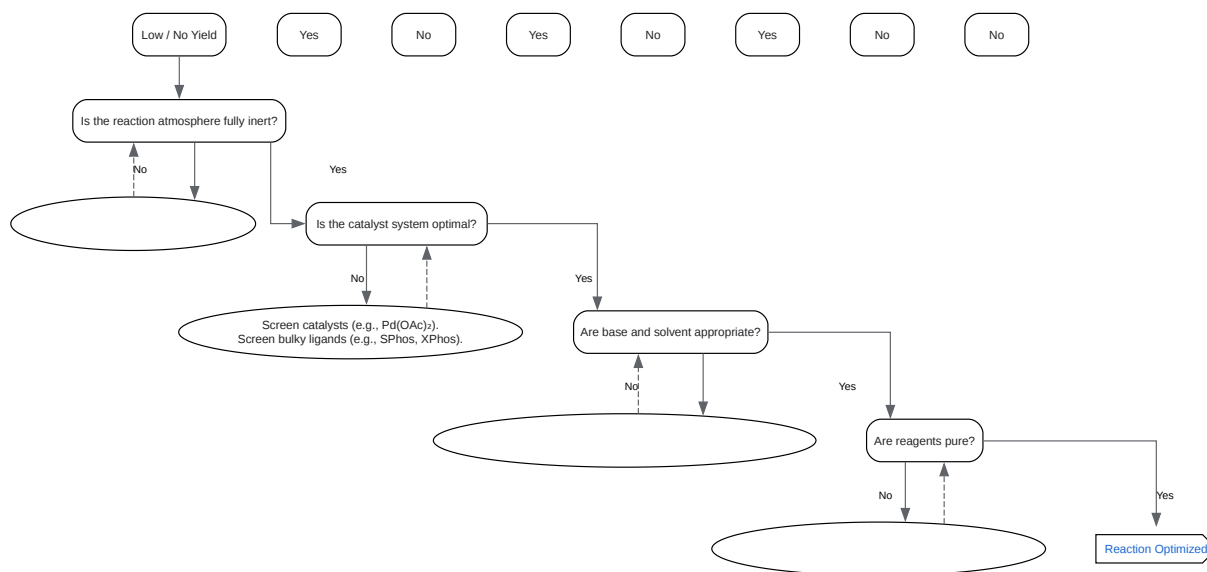 Low / No Yield
Yes
No
Yes
No
Yes
No
No
Is the reaction atmosphere fully inert?
No
Yes
Is the catalyst system optimal?
No
Yes
Screen catalysts (e.g., Pd(OAc)₂).
Screen bulky ligands (e.g., SPhos, XPhos).
Are base and solvent appropriate?
No
Yes
Are reagents pure?
No
Yes
Reaction Optimized